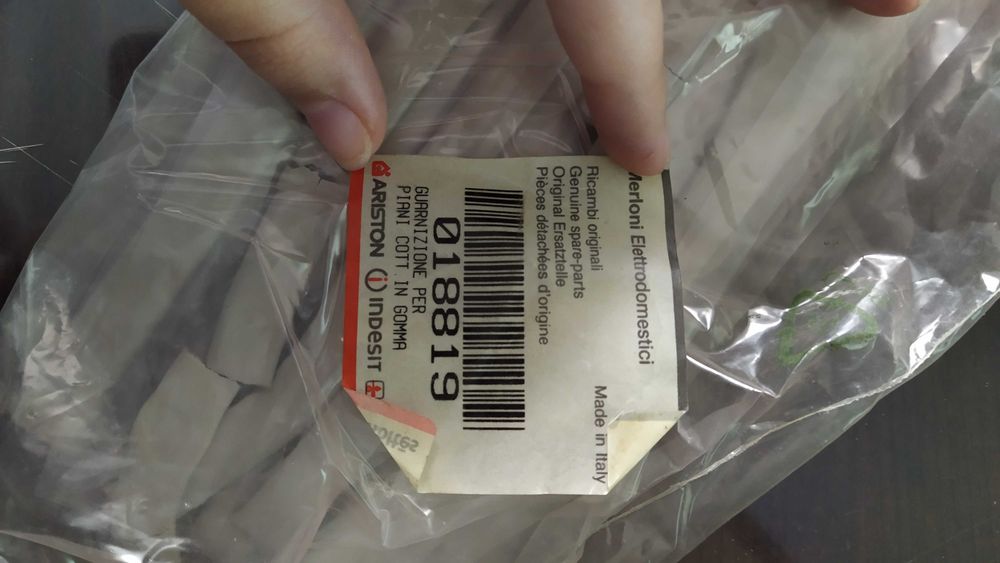 Merloni Elettrodomestici
Ricambi originali
Genuine spare-parts
Original Ersatzteile
Pièces détachées d'origine
Made in Italy
018819
GUARNIZIONE PER
PIANI COTT. IN GOMMA
ARISTON indesit